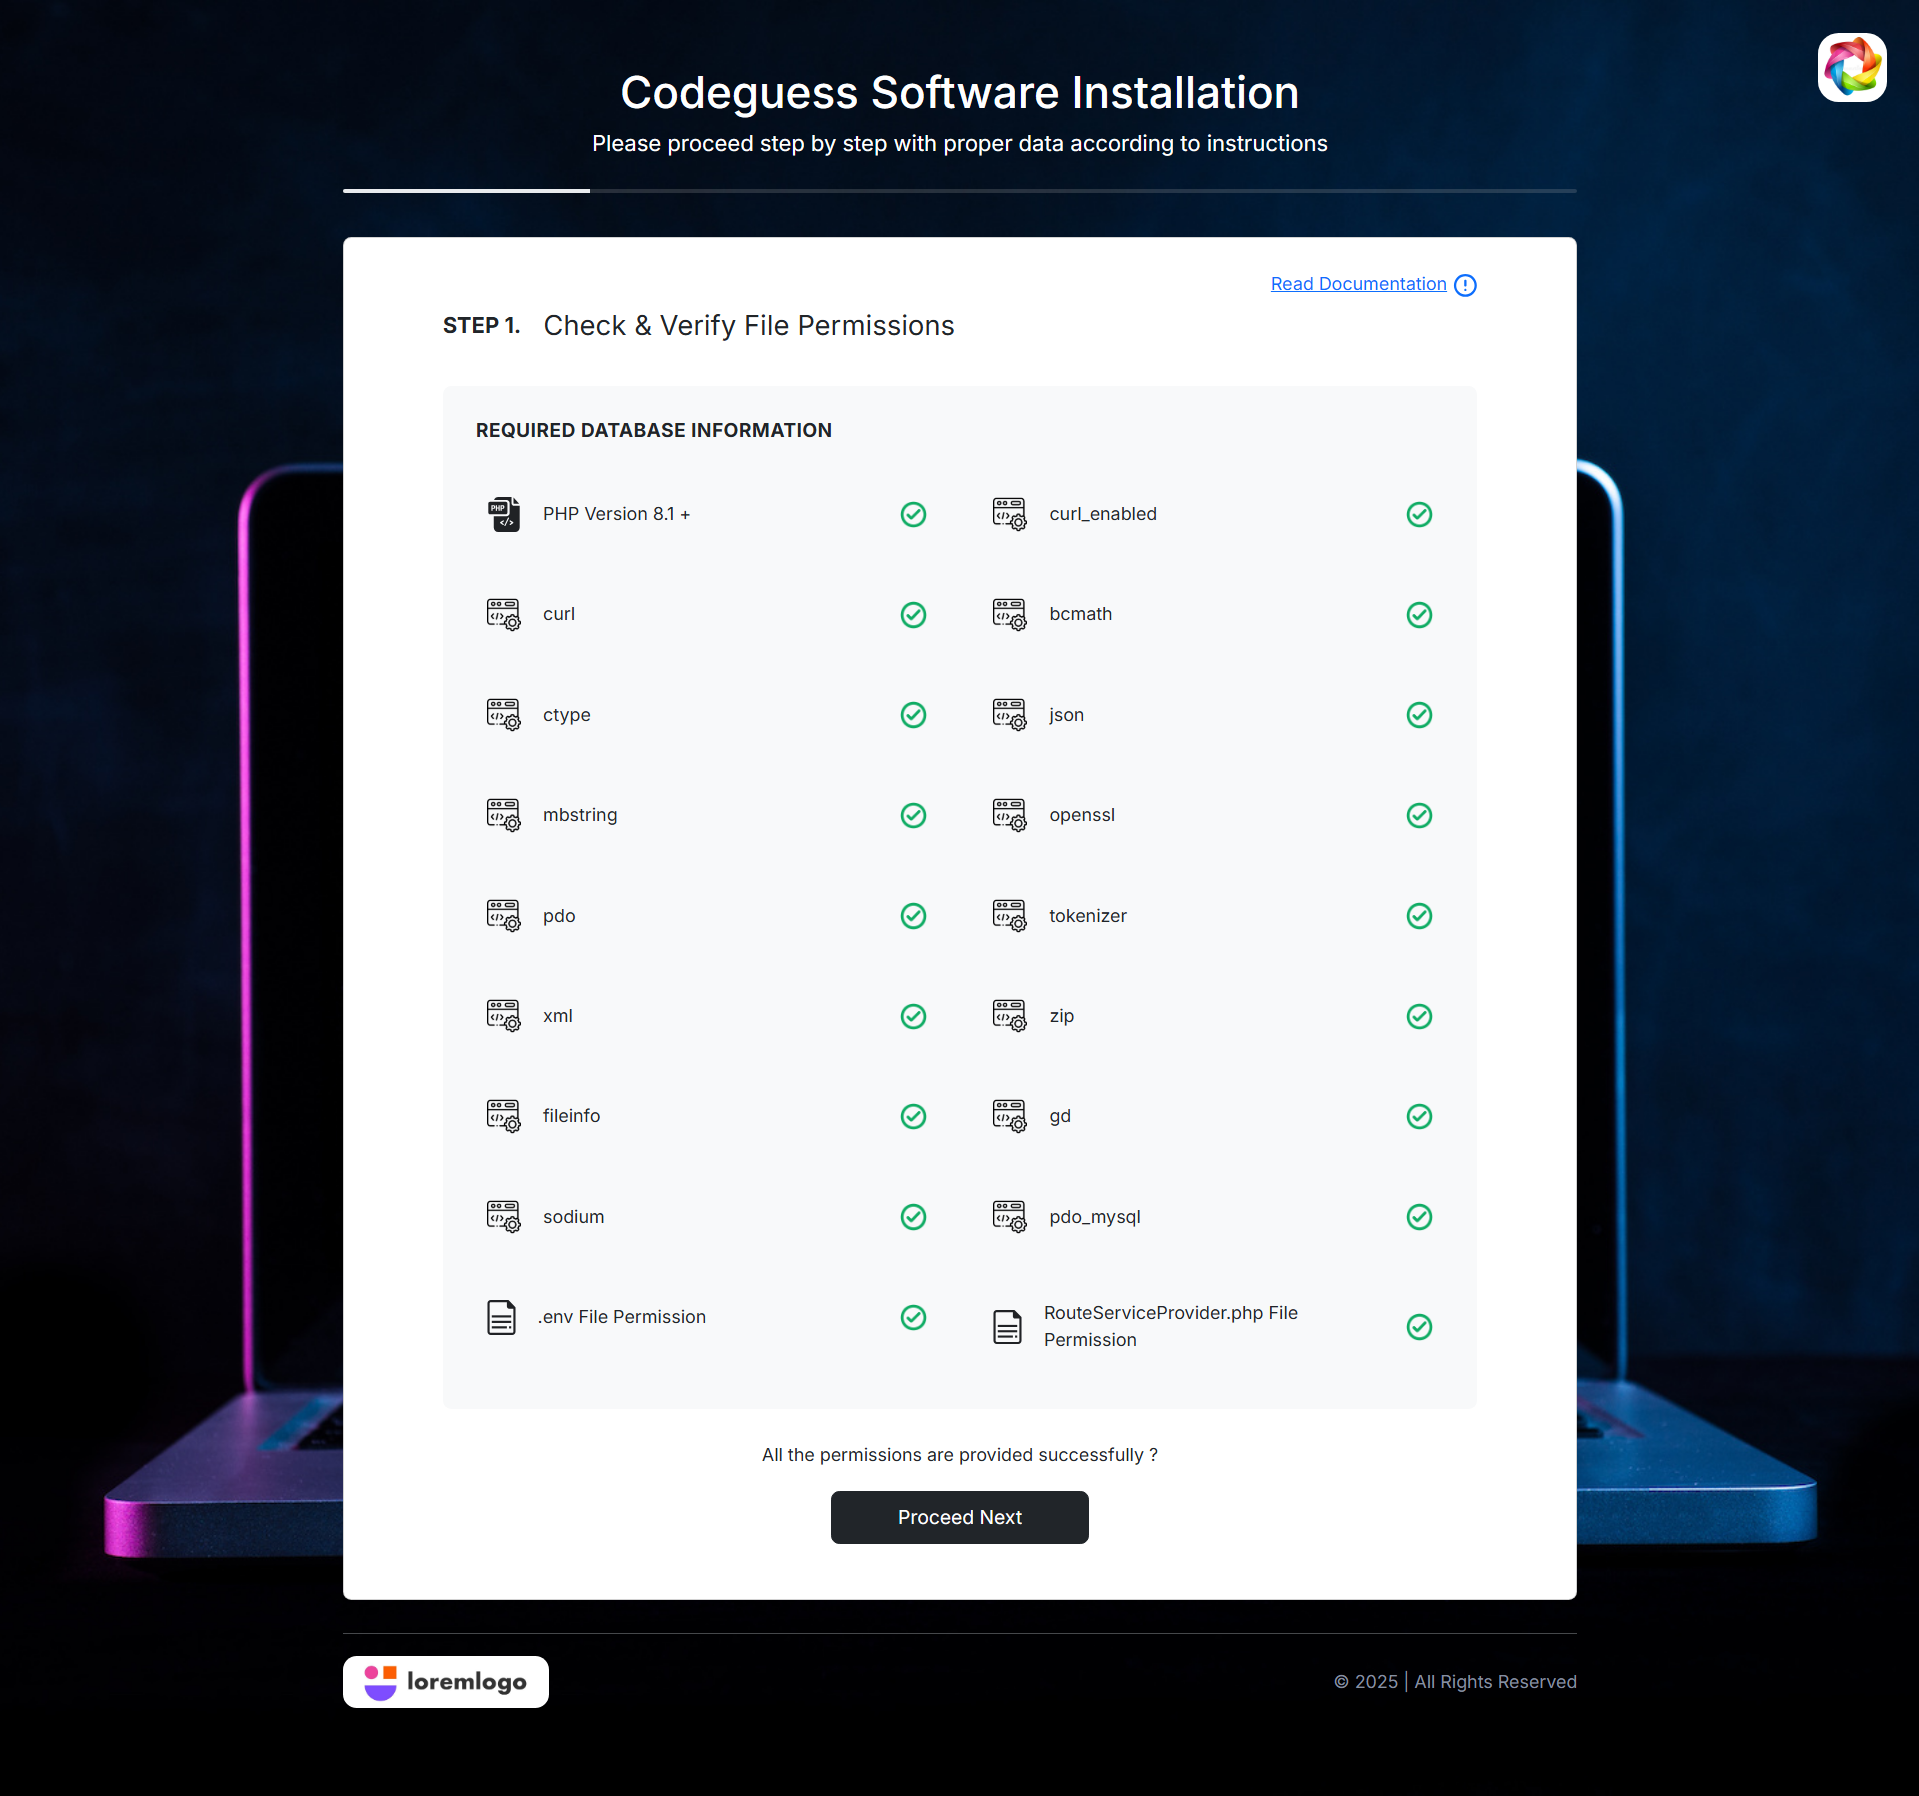 Codeguess Software Installation
Please proceed step by step with proper data according to instructions
Read Documentation
STEP 1. Check & Verify File Permissions
REQUIRED DATABASE INFORMATION
PHP Version 8.1 +
curl_enabled
curl
bcmath
ctype
json
mbstring
openssl
pdo
tokenizer
xml
zip
fileinfo
gd
sodium
pdo_mysql
.env File Permission
RouteServiceProvider.php File
Permission
All the permissions are provided successfully ?
Proceed Next
loremlogo
© 2025 | All Rights Reserved